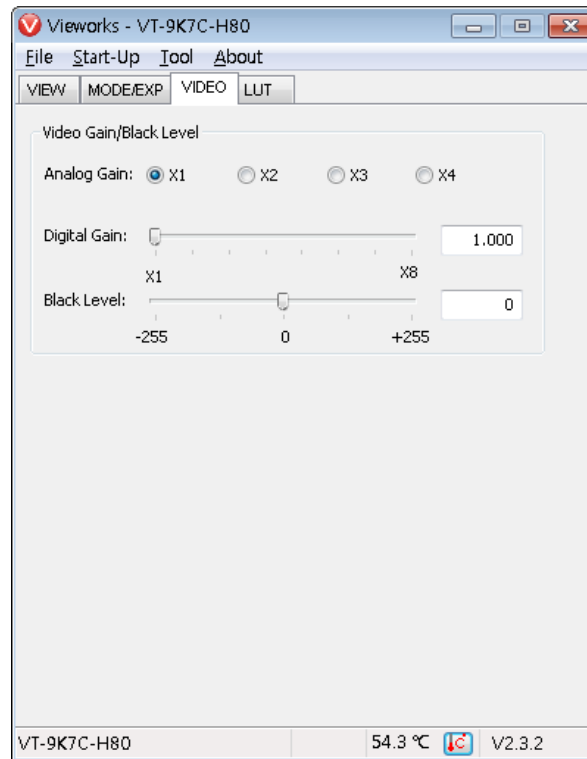 Vieworks - VT-9K7C-H80
File Start-Up Tool About
VIEW MODE/EXP VIDEO LUT
Video Gain/Black Level
Analog Gain: X1 X2 X3 X4
Digital Gain: 1.000
X1 X8
Black Level: 0
-255 0 +255
VT-9K7C-H80 54.3 ℃ C V2.3.2